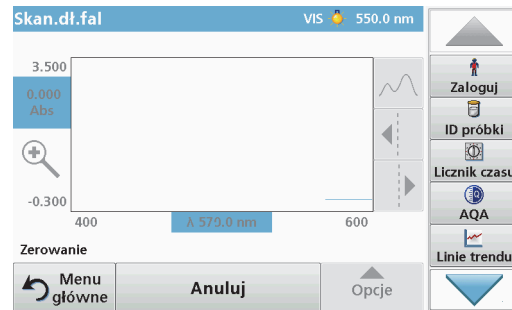 Skan.dł.fal
VIS 550.0 nm
3.500
0.000
Abs
-0.300
400
λ 579.0 nm
600
Zerowanie
Menu
główne
Anuluj
Opcje
Zaloguj
ID próbki
Licznik czasu
AQA
Linie trendu